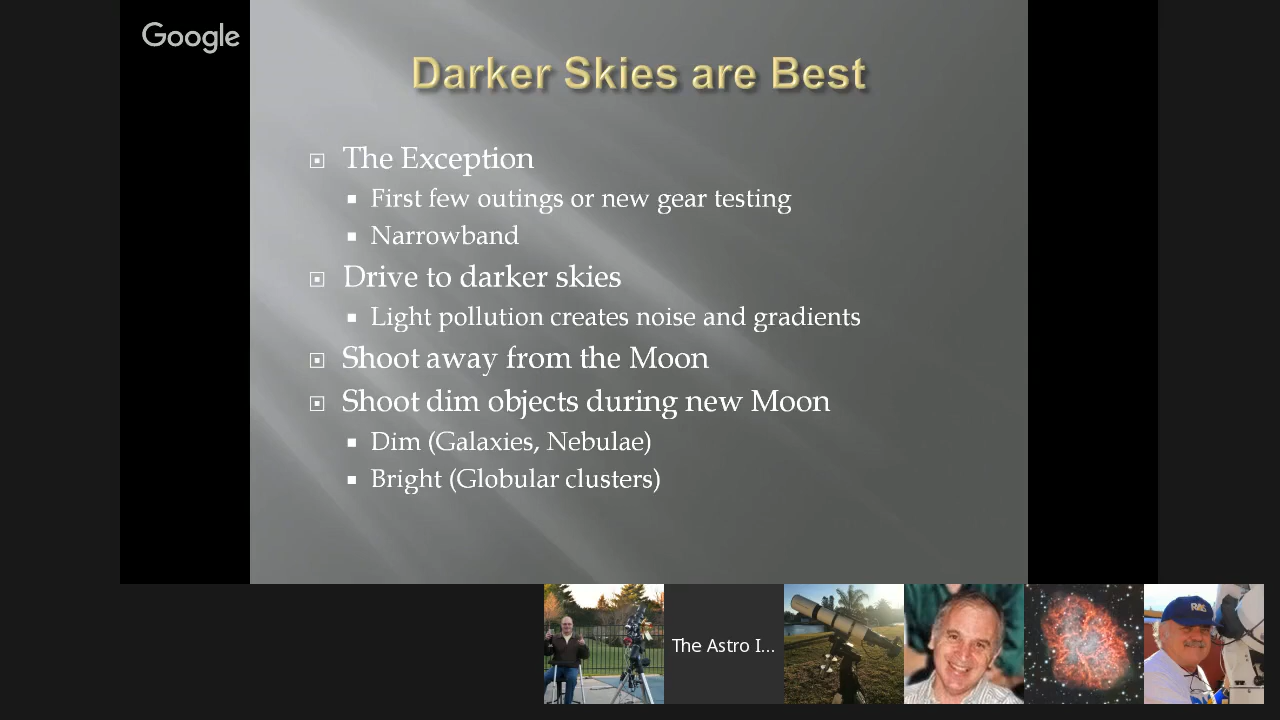 Google
Darker Skies are Best
The Exception
First few outings or new gear testing
Narrowband
Drive to darker skies
Light pollution creates noise and gradients
Shoot away from the Moon
Shoot dim objects during new Moon
Dim (Galaxies, Nebulae)
Bright (Globular clusters)
The Astro I...